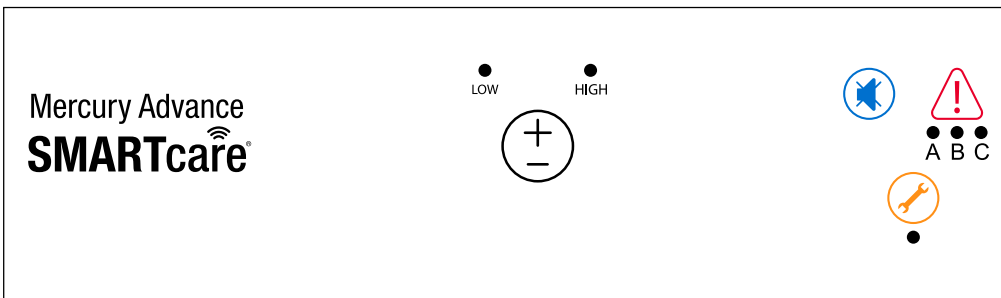 Mercury Advance
SMARTcare®
LOW HIGH
+
−
A B C